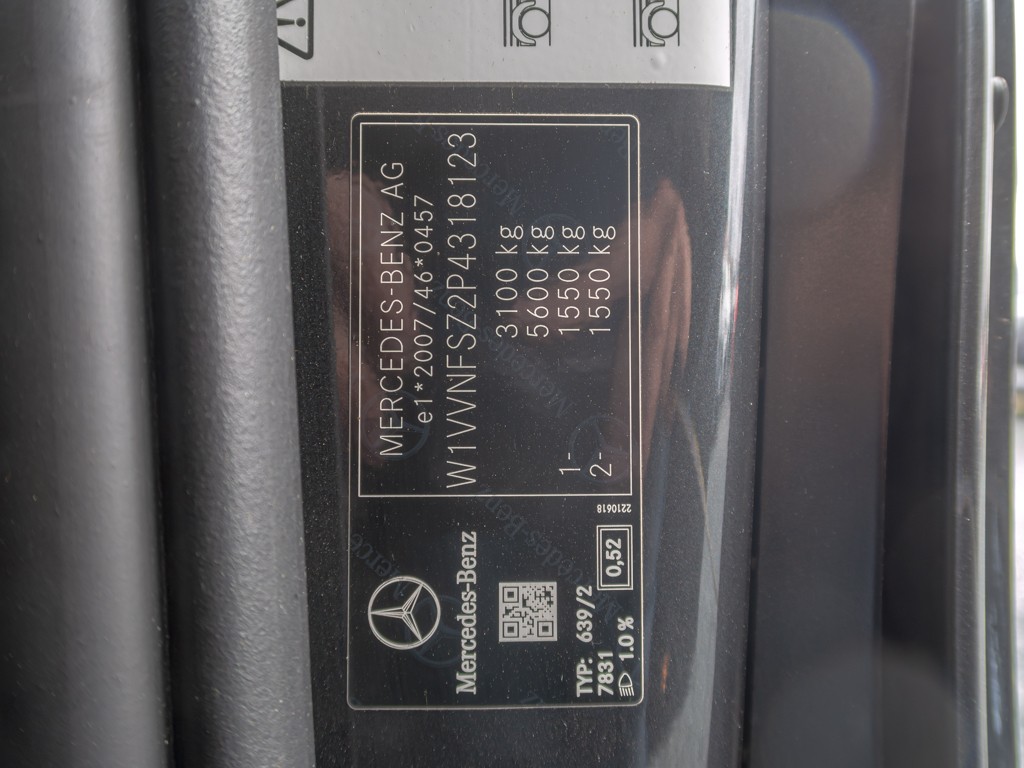 MERCEDES-BENZ AG
e1*2007/46*0457
W1VVNFSZ2P4318123
3100 kg
5600 kg
1- 1550 kg
2- 1550 kg
Mercedes-Benz
TYP: 639/2
7831
1.0 %
0,52
2210618